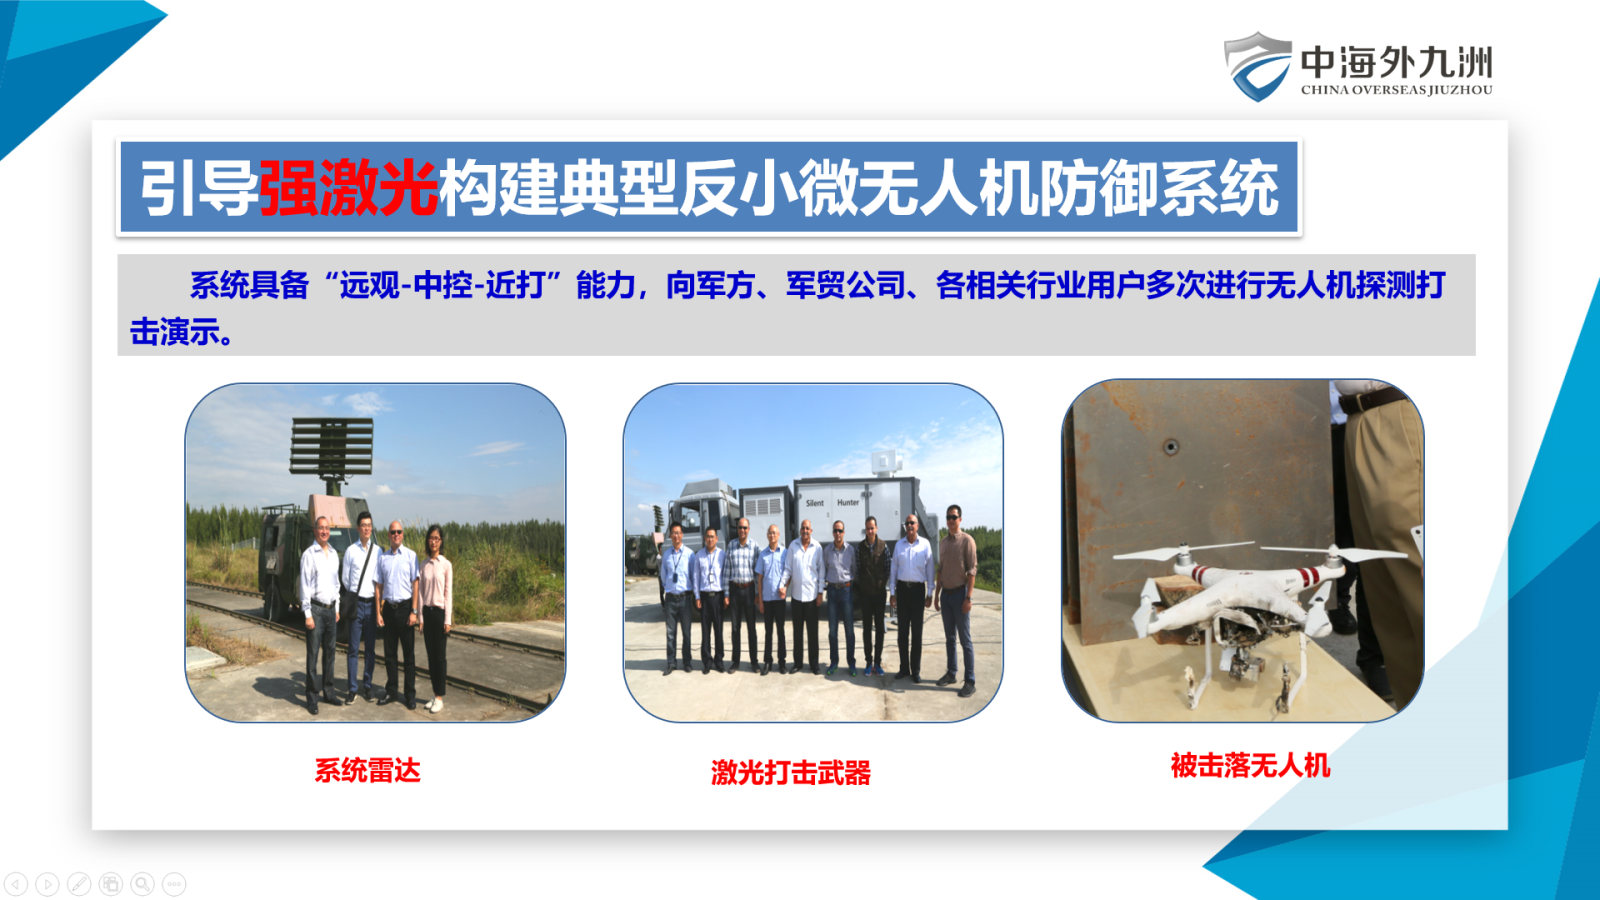 中海外九洲
CHINA OVERSEAS JIUZHOU
引导强激光构建典型反小微无人机防御系统
系统具备“远观-中控-近打”能力，向军方、军贸公司、各相关行业用户多次进行无人机探测打
击演示。
Silent Hunter
系统雷达
激光打击武器
被击落无人机